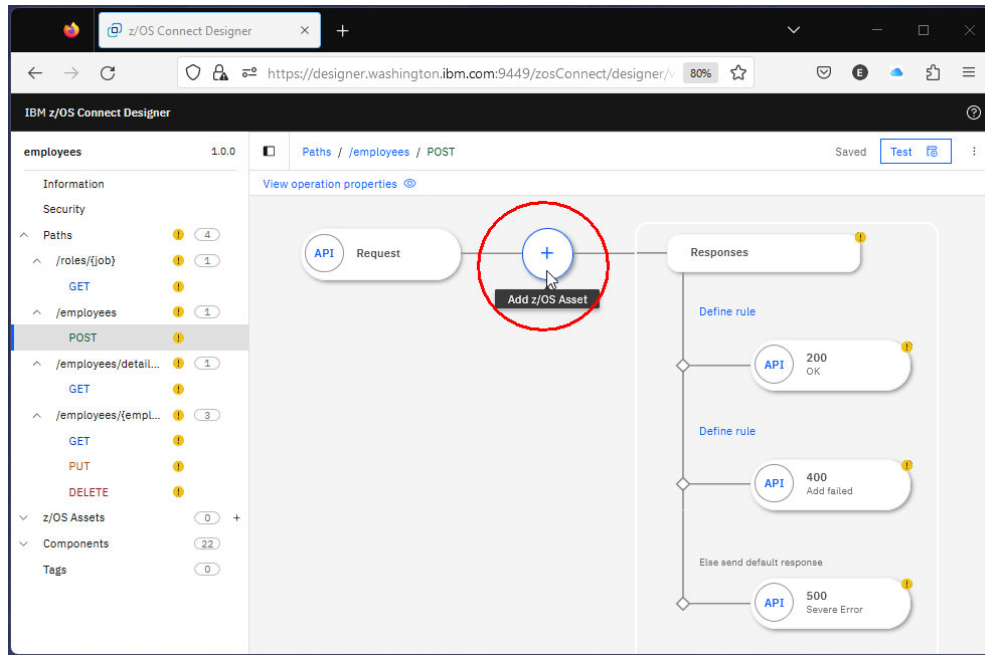 z/OS Connect Designer
https://designer.washington.ibm.com:9449/zosConnect/designer/
80%
E
IBM z/OS Connect Designer
employees 1.0.0
Paths / /employees / POST
Saved
Test
Information
View operation properties
Security
Paths 4
/roles/{job} 1
API Request
Responses
GET
/employees 1
Add z/OS Asset
Define rule
POST
/employees/detail... 1
API 200
OK
GET
/employees/{empl... 3
GET
Define rule
PUT
API 400
Add failed
DELETE
z/OS Assets 0 +
Components 22
Tags 0
Else send default response
API 500
Severe Error